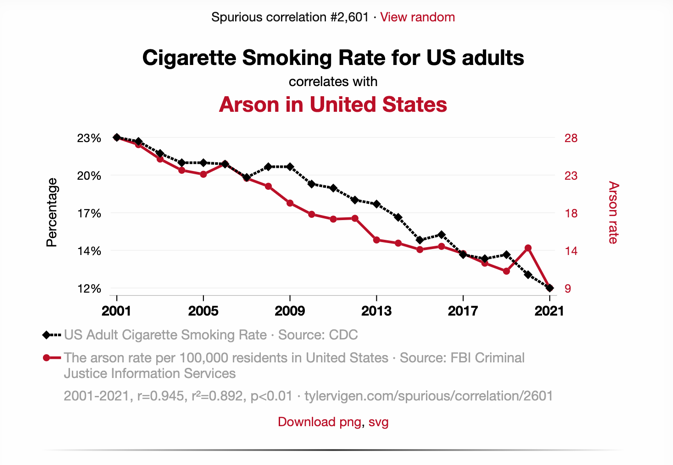 Spurious correlation #2,601 · View random
Cigarette Smoking Rate for US adults
correlates with
Arson in United States
23%
20%
17%
14%
12%
Percentage
28
23
18
14
9
Arson rate
2001
2005
2009
2013
2017
2021
US Adult Cigarette Smoking Rate · Source: CDC
The arson rate per 100,000 residents in United States · Source: FBI Criminal
Justice Information Services
2001-2021, r=0.945, r²=0.892, p<0.01 · tylervigen.com/spurious/correlation/2601
Download png, svg